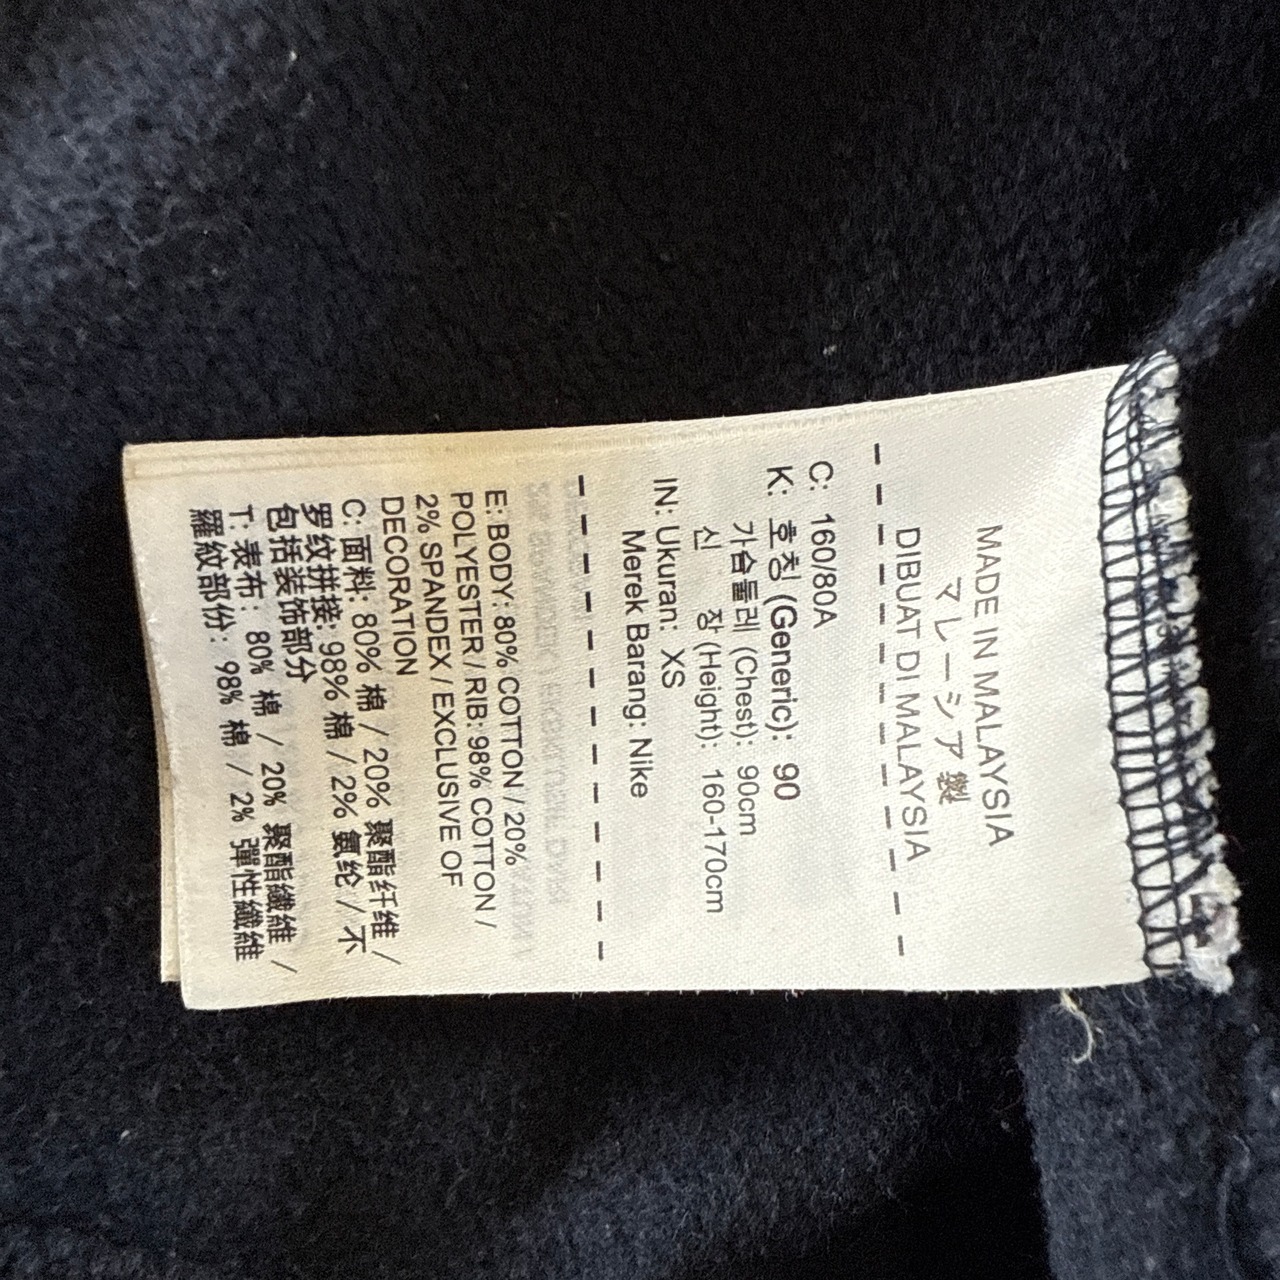 MADE IN MALAYSIA
マレーシア製
DIBUAT DI MALAYSIA
C: 160/80A
K: 호칭 (Generic): 90
가슴둘레 (Chest): 90cm
신 장 (Height): 160-170cm
IN: Ukuran: XS
Merek Barang: Nike
E: BODY: 80% COTTON / 20%
POLYESTER / RIB: 98% COTTON /
2% SPANDEX / EXCLUSIVE OF
DECORATION
C: 面料: 80% 棉 / 20% 聚酯纤维 /
罗纹拼接: 98% 棉 / 2% 氨纶 / 不
包括装饰部分
T: 表布: 80% 棉 / 20% 聚酯纖維 /
羅紋部份: 98% 棉 / 2% 彈性纖維